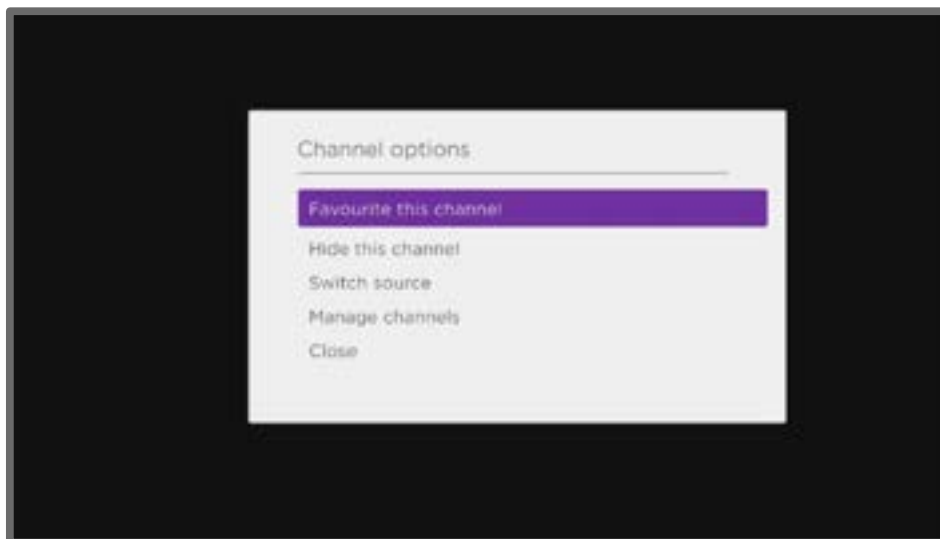 Channel options
Favourite this channel
Hide this channel
Switch source
Manage channels
Close